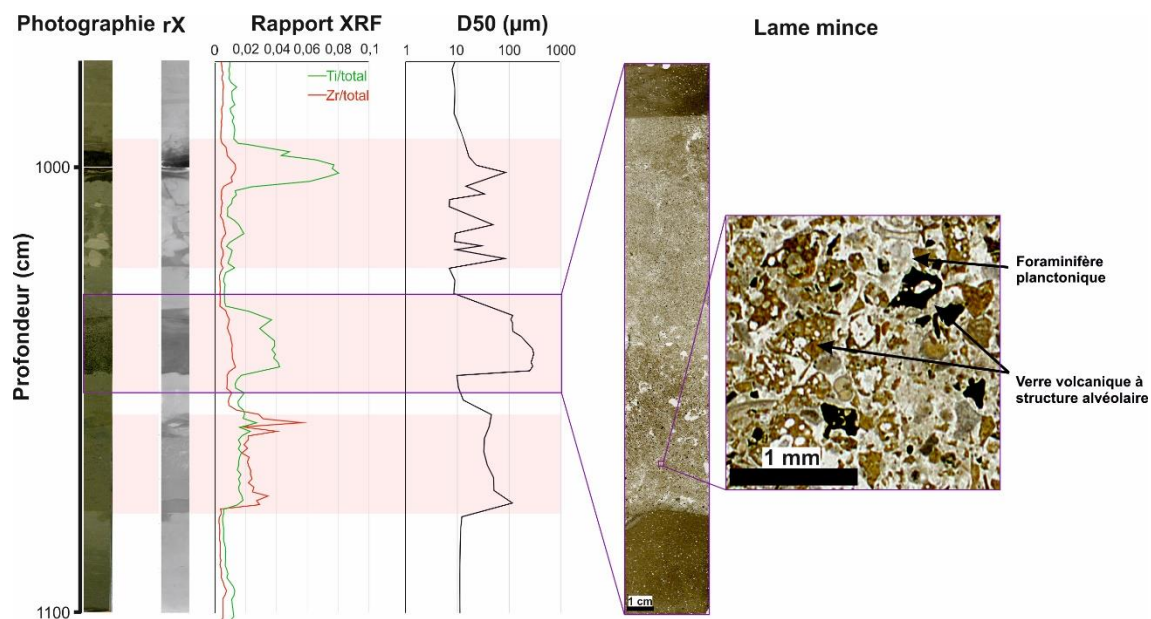 Photographie rX
Rapport XRF
D50 (µm)
Lame mince
0 0,02 0,04 0,06 0,08 0,1
1 10 100 1000
Ti/total
Zr/total
1000
Profondeur (cm)
1100
Foraminifère
planctonique
Verre volcanique à
structure alvéolaire
1 mm
1 cm